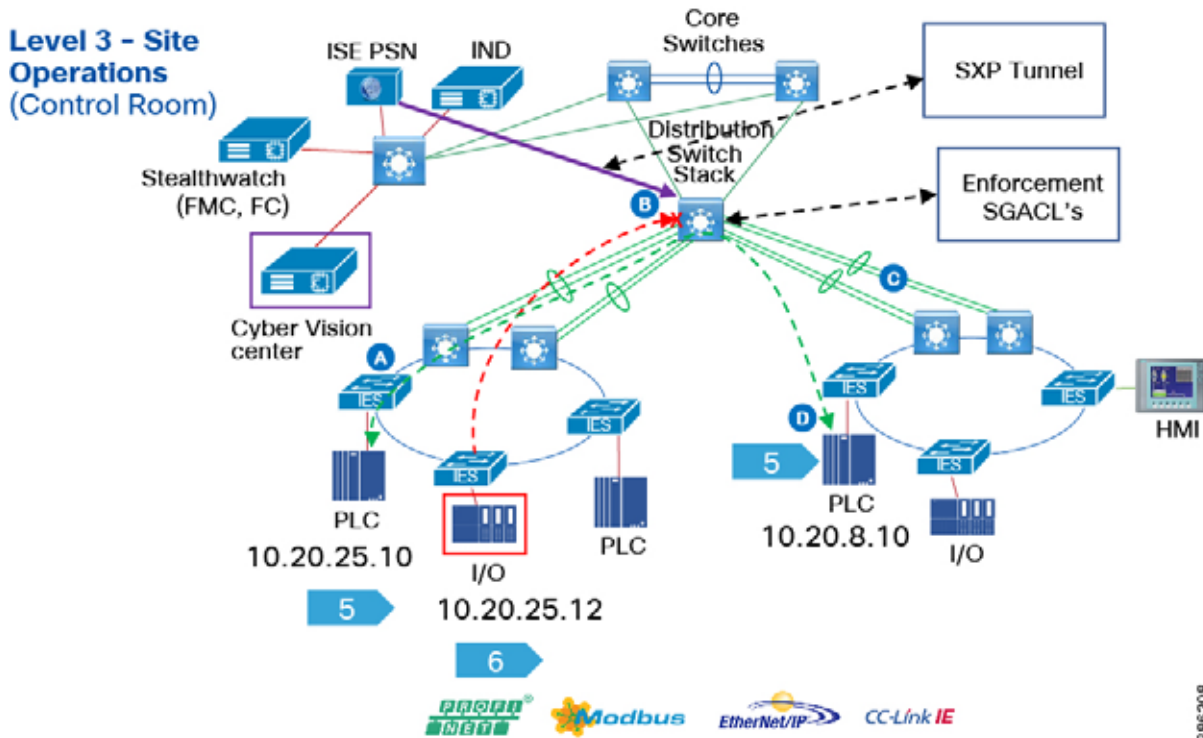 Level 3 - Site
Operations
(Control Room)
ISE PSN
IND
Core
Switches
SXP Tunnel
Distribution
Switch
Stack
Stealthwatch
(FMC, FC)
B
Enforcement
SGACL's
C
Cyber Vision
center
A
IES
IES
IES
IES
IES
IES
HMI
D
5
PLC
10.20.25.10
I/O
PLC
PLC
10.20.8.10
I/O
5
10.20.25.12
6
PROFI
NET®
Modbus
EtherNet/IP
CC-Link IE